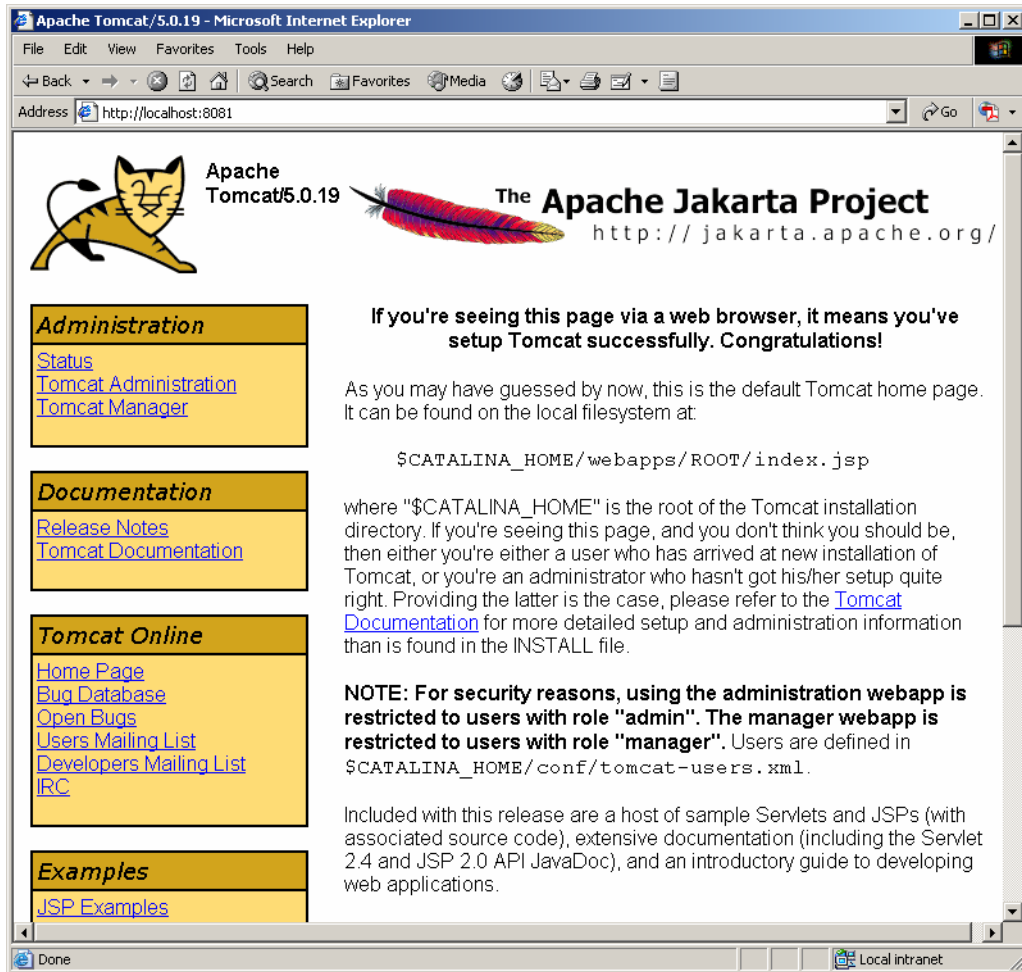 Apache Tomcat/5.0.19 - Microsoft Internet Explorer
File Edit View Favorites Tools Help
Back Search Favorites Media
Address http://localhost:8081 Go
Apache
Tomcat/5.0.19
The Apache Jakarta Project
http://jakarta.apache.org/
Administration
Status
Tomcat Administration
Tomcat Manager
Documentation
Release Notes
Tomcat Documentation
Tomcat Online
Home Page
Bug Database
Open Bugs
Users Mailing List
Developers Mailing List
IRC
Examples
JSP Examples
If you're seeing this page via a web browser, it means you've
setup Tomcat successfully. Congratulations!
As you may have guessed by now, this is the default Tomcat home page.
It can be found on the local filesystem at:
$CATALINA_HOME/webapps/ROOT/index.jsp
where "$CATALINA_HOME" is the root of the Tomcat installation
directory. If you're seeing this page, and you don't think you should be,
then either you're either a user who has arrived at new installation of
Tomcat, or you're an administrator who hasn't got his/her setup quite
right. Providing the latter is the case, please refer to the Tomcat
Documentation for more detailed setup and administration information
than is found in the INSTALL file.
NOTE: For security reasons, using the administration webapp is
restricted to users with role "admin". The manager webapp is
restricted to users with role "manager". Users are defined in
$CATALINA_HOME/conf/tomcat-users.xml.
Included with this release are a host of sample Servlets and JSPs (with
associated source code), extensive documentation (including the Servlet
2.4 and JSP 2.0 API JavaDoc), and an introductory guide to developing
web applications.
Done Local intranet